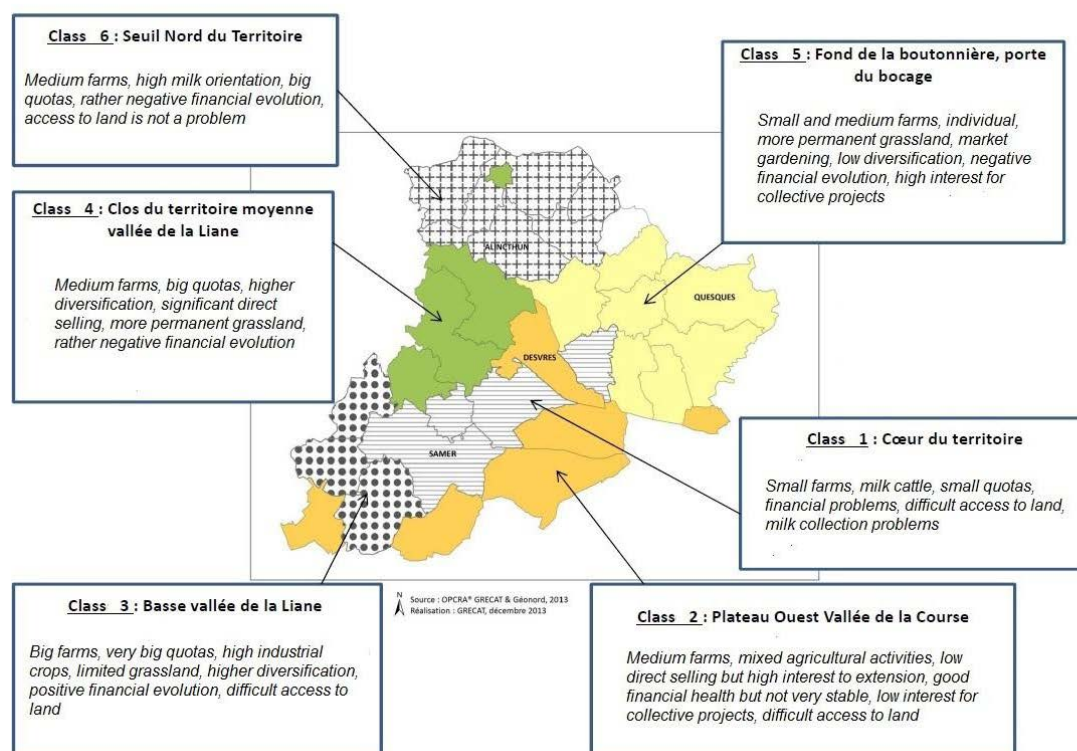 Class 6 : Seuil Nord du Territoire
Medium farms, high milk orientation, big
quotas, rather negative financial evolution,
access to land is not a problem
Class 5 : Fond de la boutonnière, porte
du bocage
Small and medium farms, individual,
more permanent grassland, market
gardening, low diversification, negative
financial evolution, high interest for
collective projects
Class 4 : Clos du territoire moyenne
vallée de la Liane
Medium farms, big quotas, higher
diversification, significant direct
selling, more permanent grassland,
rather negative financial evolution
ALINCTHUN
QUESQUES
DESVRES
SAMER
Class 1 : Cœur du territoire
Small farms, milk cattle, small quotas,
financial problems, difficult access to land,
milk collection problems
Class 3 : Basse vallée de la Liane
Big farms, very big quotas, high industrial
crops, limited grassland, higher diversification,
positive financial evolution, difficult access to
land
N
Source : OPCRA* GRECAT & Géonord, 2013
Réalisation : GRECAT, décembre 2013
Class 2 : Plateau Ouest Vallée de la Course
Medium farms, mixed agricultural activities, low
direct selling but high interest to extension, good
financial health but not very stable, low interest for
collective projects, difficult access to land